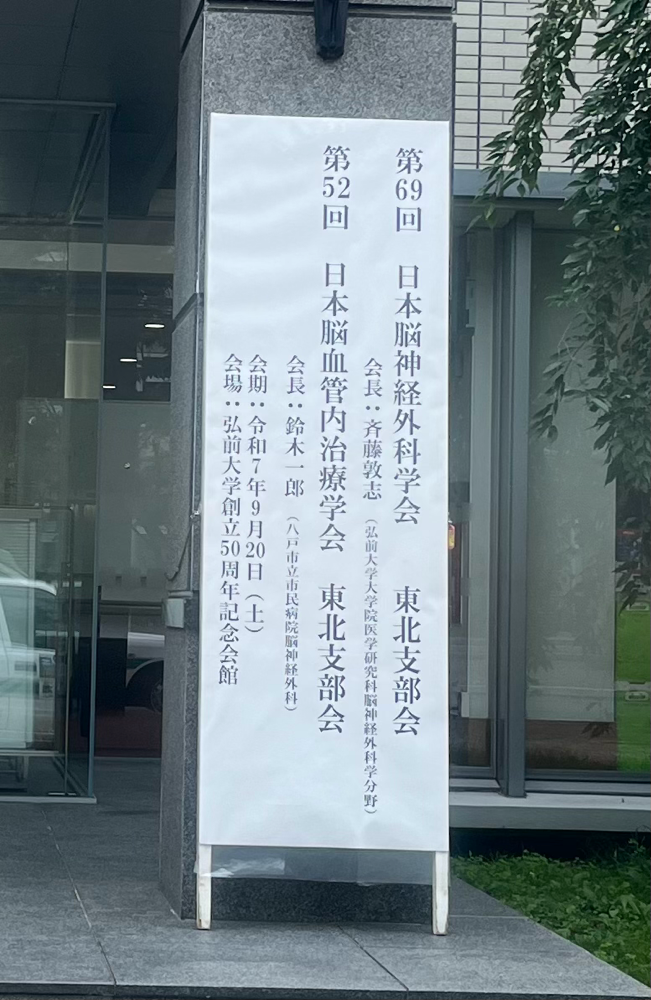 第69回 日本脳神経外科学会 東北支部会
会長：斉藤敦志（弘前大学大学院医学研究科脳神経外科学分野）
第52回 日本脳血管内治療学会 東北支部会
会長：鈴木一郎（八戸市立市民病院脳神経外科）
会期：令和7年9月20日（土）
会場：弘前大学創立50周年記念会館